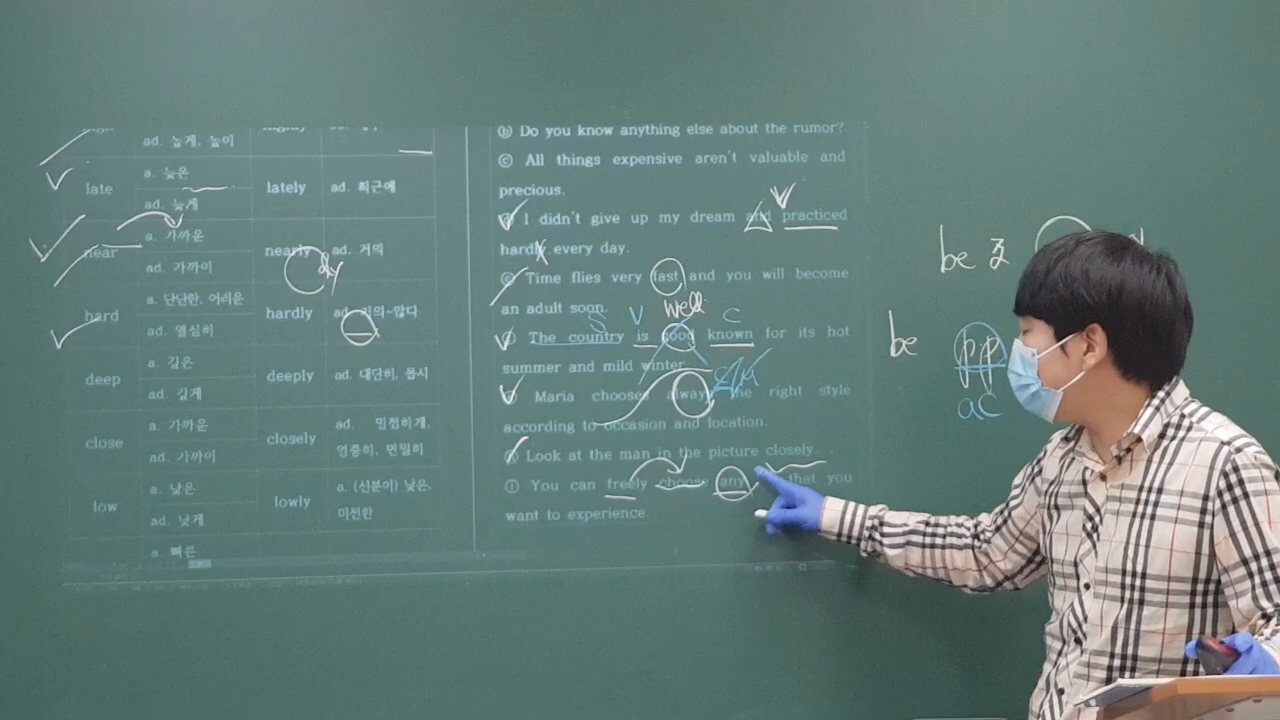 ad. 높게, 높이
late
a. 늦은
ad. 늦게
lately
ad. 최근에
near
a. 가까운
ad. 가까이
nearly
ad. 거의
hard
a. 단단한, 어려운
ad. 열심히
hardly
ad. 거의~않다
deep
a. 깊은
ad. 깊게
deeply
ad. 대단히, 몹시
close
a. 가까운
ad. 가까이
closely
ad. 밀접하게,
엄중히, 면밀히
low
a. 낮은
ad. 낮게
lowly
a. (신분이) 낮은,
미천한
a. 빠른
ⓑ Do you know anything else about the rumor?
ⓒ All things expensive aren't valuable and
precious.
I didn't give up my dream and practiced
hardly every day.
ⓔ Time flies very fast and you will become
an adult soon.
well
S V C
The country is good known for its hot
summer and mild winter.
Maria chooses always the right style
according to occasion and location.
Look at the man in the picture closely.
ⓘ You can freely choose any that you
want to experience.
be
be pp